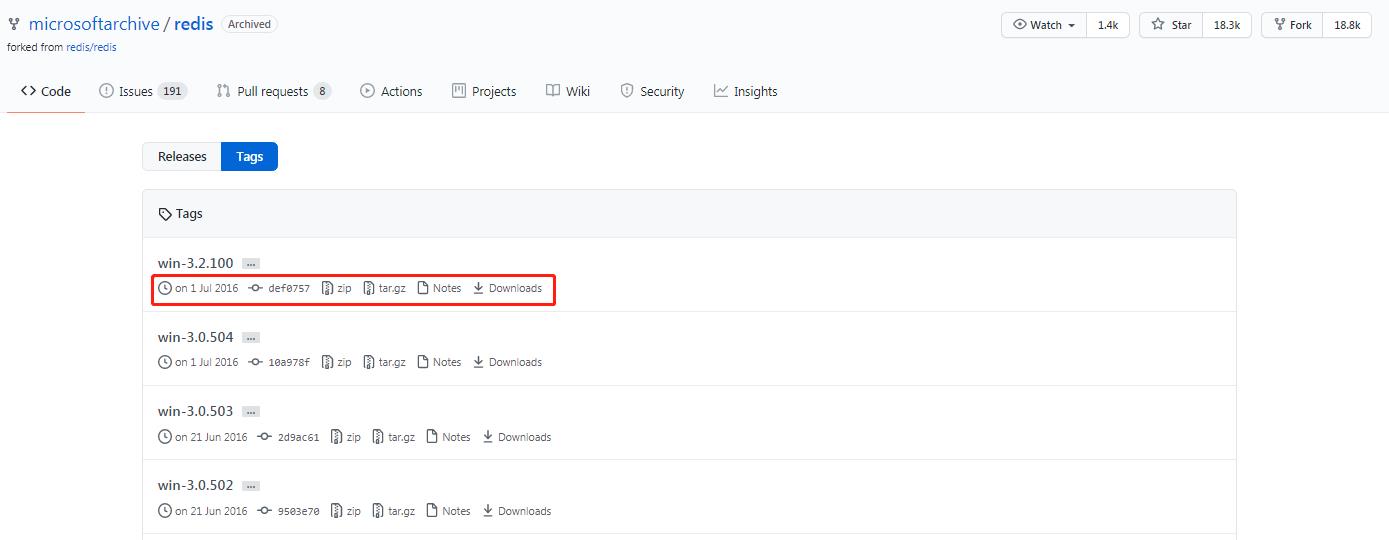 microsoftarchive / redis Archived Watch 1.4k Star 18.3k Fork 18.8k
forked from redis/redis
Code Issues 191 Pull requests 8 Actions Projects Wiki Security Insights
Releases Tags
Tags
win-3.2.100 ...
on 1 Jul 2016 def0757 zip tar.gz Notes Downloads
win-3.0.504 ...
on 1 Jul 2016 10a978f zip tar.gz Notes Downloads
win-3.0.503 ...
on 21 Jun 2016 2d9ac61 zip tar.gz Notes Downloads
win-3.0.502 ...
on 21 Jun 2016 9503e70 zip tar.gz Notes Downloads